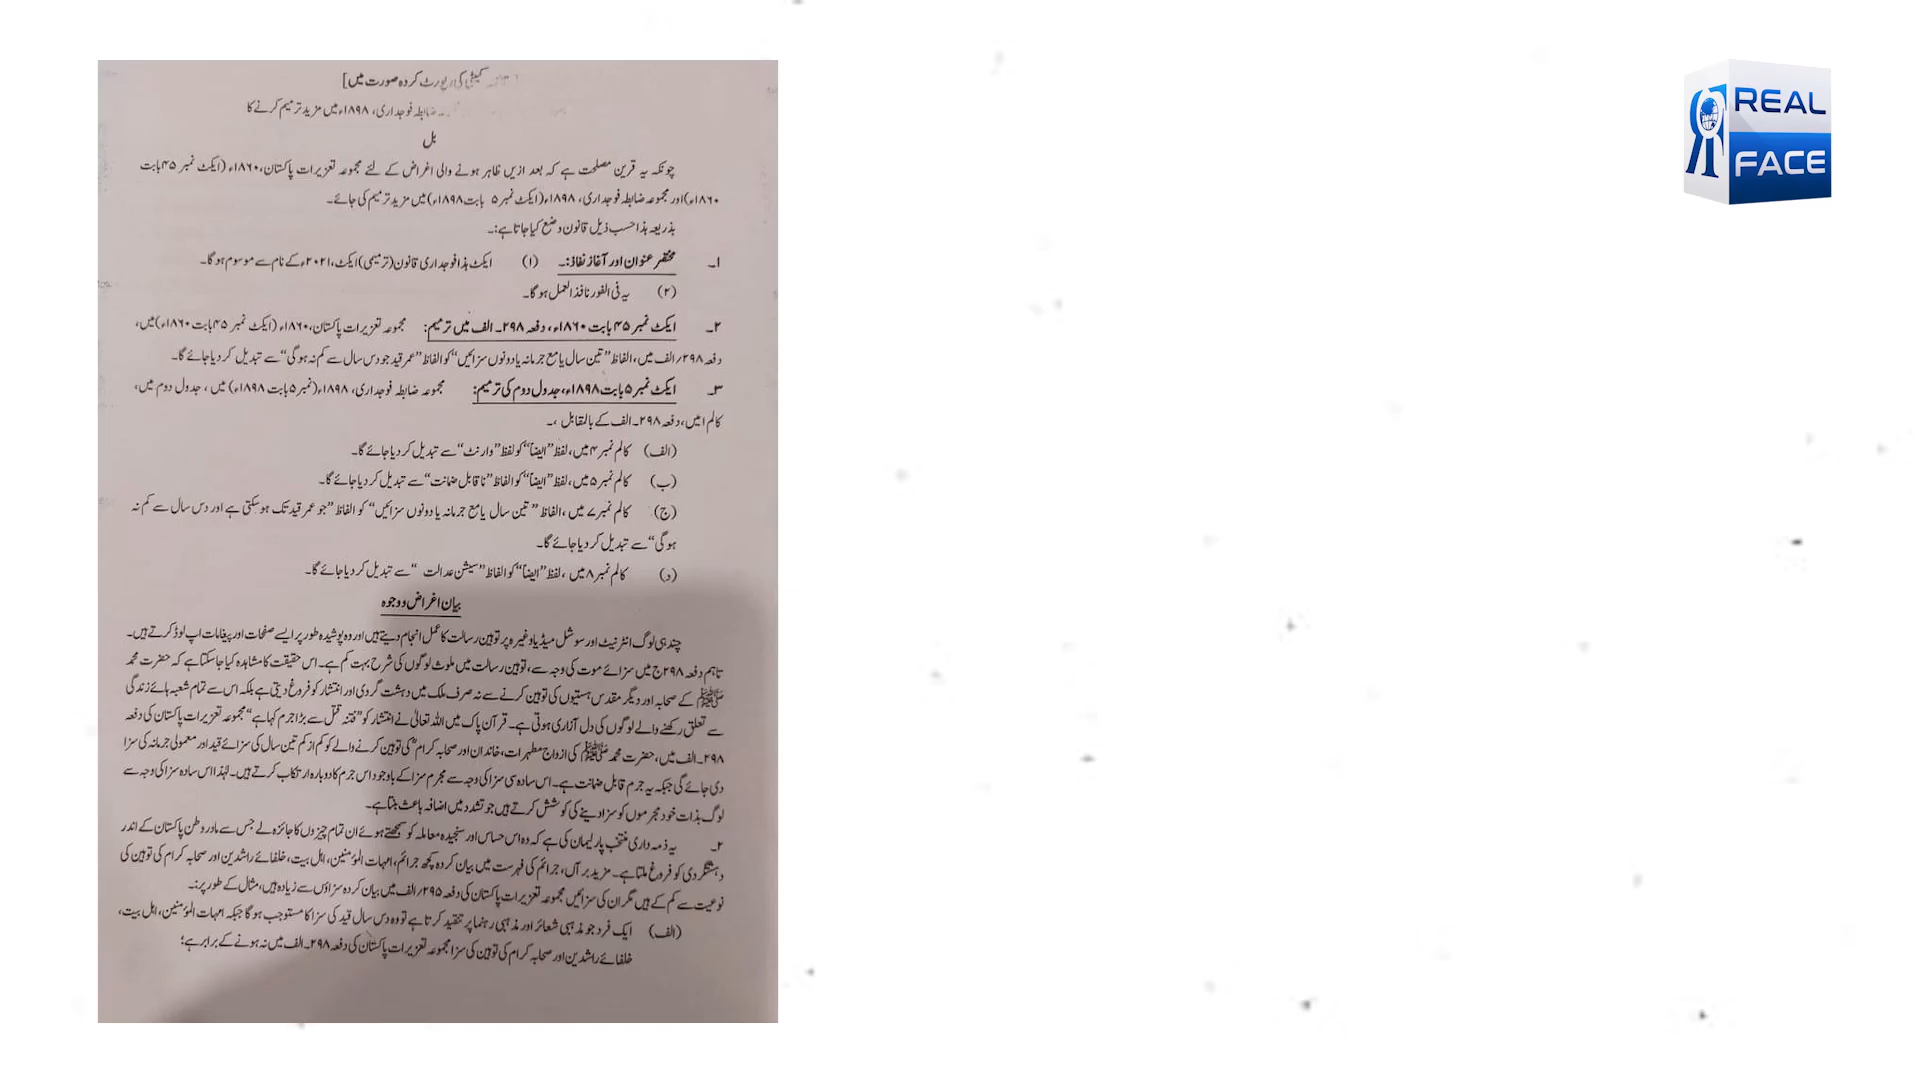 کمیٹی کی رپورٹ کردہ صورت میں]
ضابطہ فوجداری، ۱۸۹۸ء میں مزید ترمیم کرنے کا
بل
چونکہ یہ قرین مصلحت ہے کہ بعد ازیں ظاہر ہونے والی اغراض کے لئے مجموعہ تعزیرات پاکستان، ۱۸۶۰ء (ایکٹ نمبر ۴۵ بابت
۱۸۶۰ء) اور مجموعہ ضابطہ فوجداری، ۱۸۹۸ء (ایکٹ نمبر ۵ بابت ۱۸۹۸ء) میں مزید ترمیم کی جائے۔
بذریعہ ہذا حسب ذیل قانون وضع کیا جاتا ہے:۔
۱۔ مختصر عنوان اور آغاز نفاذ:۔ (۱) ایکٹ ہذا فوجداری قانون (ترمیمی) ایکٹ، ۲۰۲۱ء کے نام سے موسوم ہوگا۔
(۲) یہ فی الفور نافذ العمل ہوگا۔
۲۔ ایکٹ نمبر ۴۵ بابت ۱۸۶۰ء، دفعہ ۲۹۸۔ الف میں ترمیم: مجموعہ تعزیرات پاکستان، ۱۸۶۰ء (ایکٹ نمبر ۴۵ بابت ۱۸۶۰ء) میں،
دفعہ ۲۹۸/الف میں، الفاظ ”تین سال یا مع جرمانہ یا دونوں سزائیں“ کو الفاظ ”عمر قید جو دس سال سے کم نہ ہوگی“ سے تبدیل کر دیا جائے گا۔
۳۔ ایکٹ نمبر ۵ بابت ۱۸۹۸ء، جدول دوم کی ترمیم: مجموعہ ضابطہ فوجداری، ۱۸۹۸ء (نمبر ۵ بابت ۱۸۹۸ء) میں، جدول دوم میں،
کالم ۱ میں، دفعہ ۲۹۸۔ الف کے بالمقابل،۔
(الف) کالم نمبر ۴ میں، لفظ ”ایضاً“ کو لفظ ”وارنٹ“ سے تبدیل کر دیا جائے گا۔
(ب) کالم نمبر ۵ میں، لفظ ”ایضاً“ کو الفاظ ”ناقابل ضمانت“ سے تبدیل کر دیا جائے گا۔
(ج) کالم نمبر ۷ میں، الفاظ ”تین سال یا مع جرمانہ یا دونوں سزائیں“ کو الفاظ ”جو عمر قید تک ہو سکتی ہے اور دس سال سے کم نہ
ہوگی“ سے تبدیل کر دیا جائے گا۔
(د) کالم نمبر ۸ میں، لفظ ”ایضاً“ کو الفاظ ”سیشن عدالت“ سے تبدیل کر دیا جائے گا۔
بیان اغراض و وجوہ
چند ہی لوگ انٹرنیٹ اور سوشل میڈیا وغیرہ پر توہین رسالت کا عمل انجام دیتے ہیں اور وہ پوشیدہ طور پر ایسے صفحات اور پیغامات اپ لوڈ کرتے ہیں۔
تاہم دفعہ ۲۹۸ج میں سزائے موت کی وجہ سے، توہین رسالت میں ملوث لوگوں کی شرح بہت کم ہے۔ اس حقیقت کا مشاہدہ کیا جا سکتا ہے کہ حضرت محمد
ﷺ کے صحابہ اور دیگر مقدس ہستیوں کی توہین کرنے سے نہ صرف ملک میں دہشت گردی اور انتشار کو فروغ دیتی ہے بلکہ اس سے تمام شعبہ ہائے زندگی
سے تعلق رکھنے والے لوگوں کی دل آزاری ہوتی ہے۔ قرآن پاک میں اللہ تعالیٰ نے انتشار کو ”فتنہ قتل سے بڑا جرم کہا ہے“ مجموعہ تعزیرات پاکستان کی دفعہ
۲۹۸۔ الف میں، حضرت محمد ﷺ کی ازواج مطہرات، خاندان اور صحابہ کرامؓ کی توہین کرنے والے کو کم از کم تین سال کی سزائے قید اور معمولی جرمانہ کی سزا
دی جائے گی جبکہ یہ جرم قابل ضمانت ہے۔ اس سادہ سی سزا کی وجہ سے مجرم سزا کے باوجود اس جرم کا دوبارہ ارتکاب کرتے ہیں۔ لہٰذا اس سادہ سزا کی وجہ سے
لوگ بذات خود مجرموں کو سزا دینے کی کوشش کرتے ہیں جو تشدد میں اضافہ باعث بنتا ہے۔
۲۔ یہ ذمہ داری منتخب پارلیمان کی ہے کہ وہ اس حساس اور سنجیدہ معاملہ کو سمجھتے ہوئے ان تمام چیزوں کا جائزہ لے جس سے مادر وطن پاکستان کے اندر
دہشتگردی کو فروغ ملتا ہے۔ مزید برآں، جرائم کی فہرست میں بیان کردہ کچھ جرائم، امہات المؤمنین، اہل بیت، خلفائے راشدین اور صحابہ کرام کی توہین کی
نوعیت سے کم کے ہیں مگر ان کی سزائیں مجموعہ تعزیرات پاکستان کی دفعہ ۲۹۵/الف میں بیان کردہ سزاؤں سے زیادہ ہیں، مثال کے طور پر:۔
(الف) ایک فرد جو مذہبی شعائر اور مذہبی رہنما پر تنقید کرتا ہے تو وہ دس سال قید کی سزا کا مستوجب ہوگا جبکہ امہات المؤمنین، اہل بیت،
خلفائے راشدین اور صحابہ کرام کی توہین کی سزا مجموعہ تعزیرات پاکستان کی دفعہ ۲۹۸۔ الف میں نہ ہونے کے برابر ہے؛
REAL
FACE